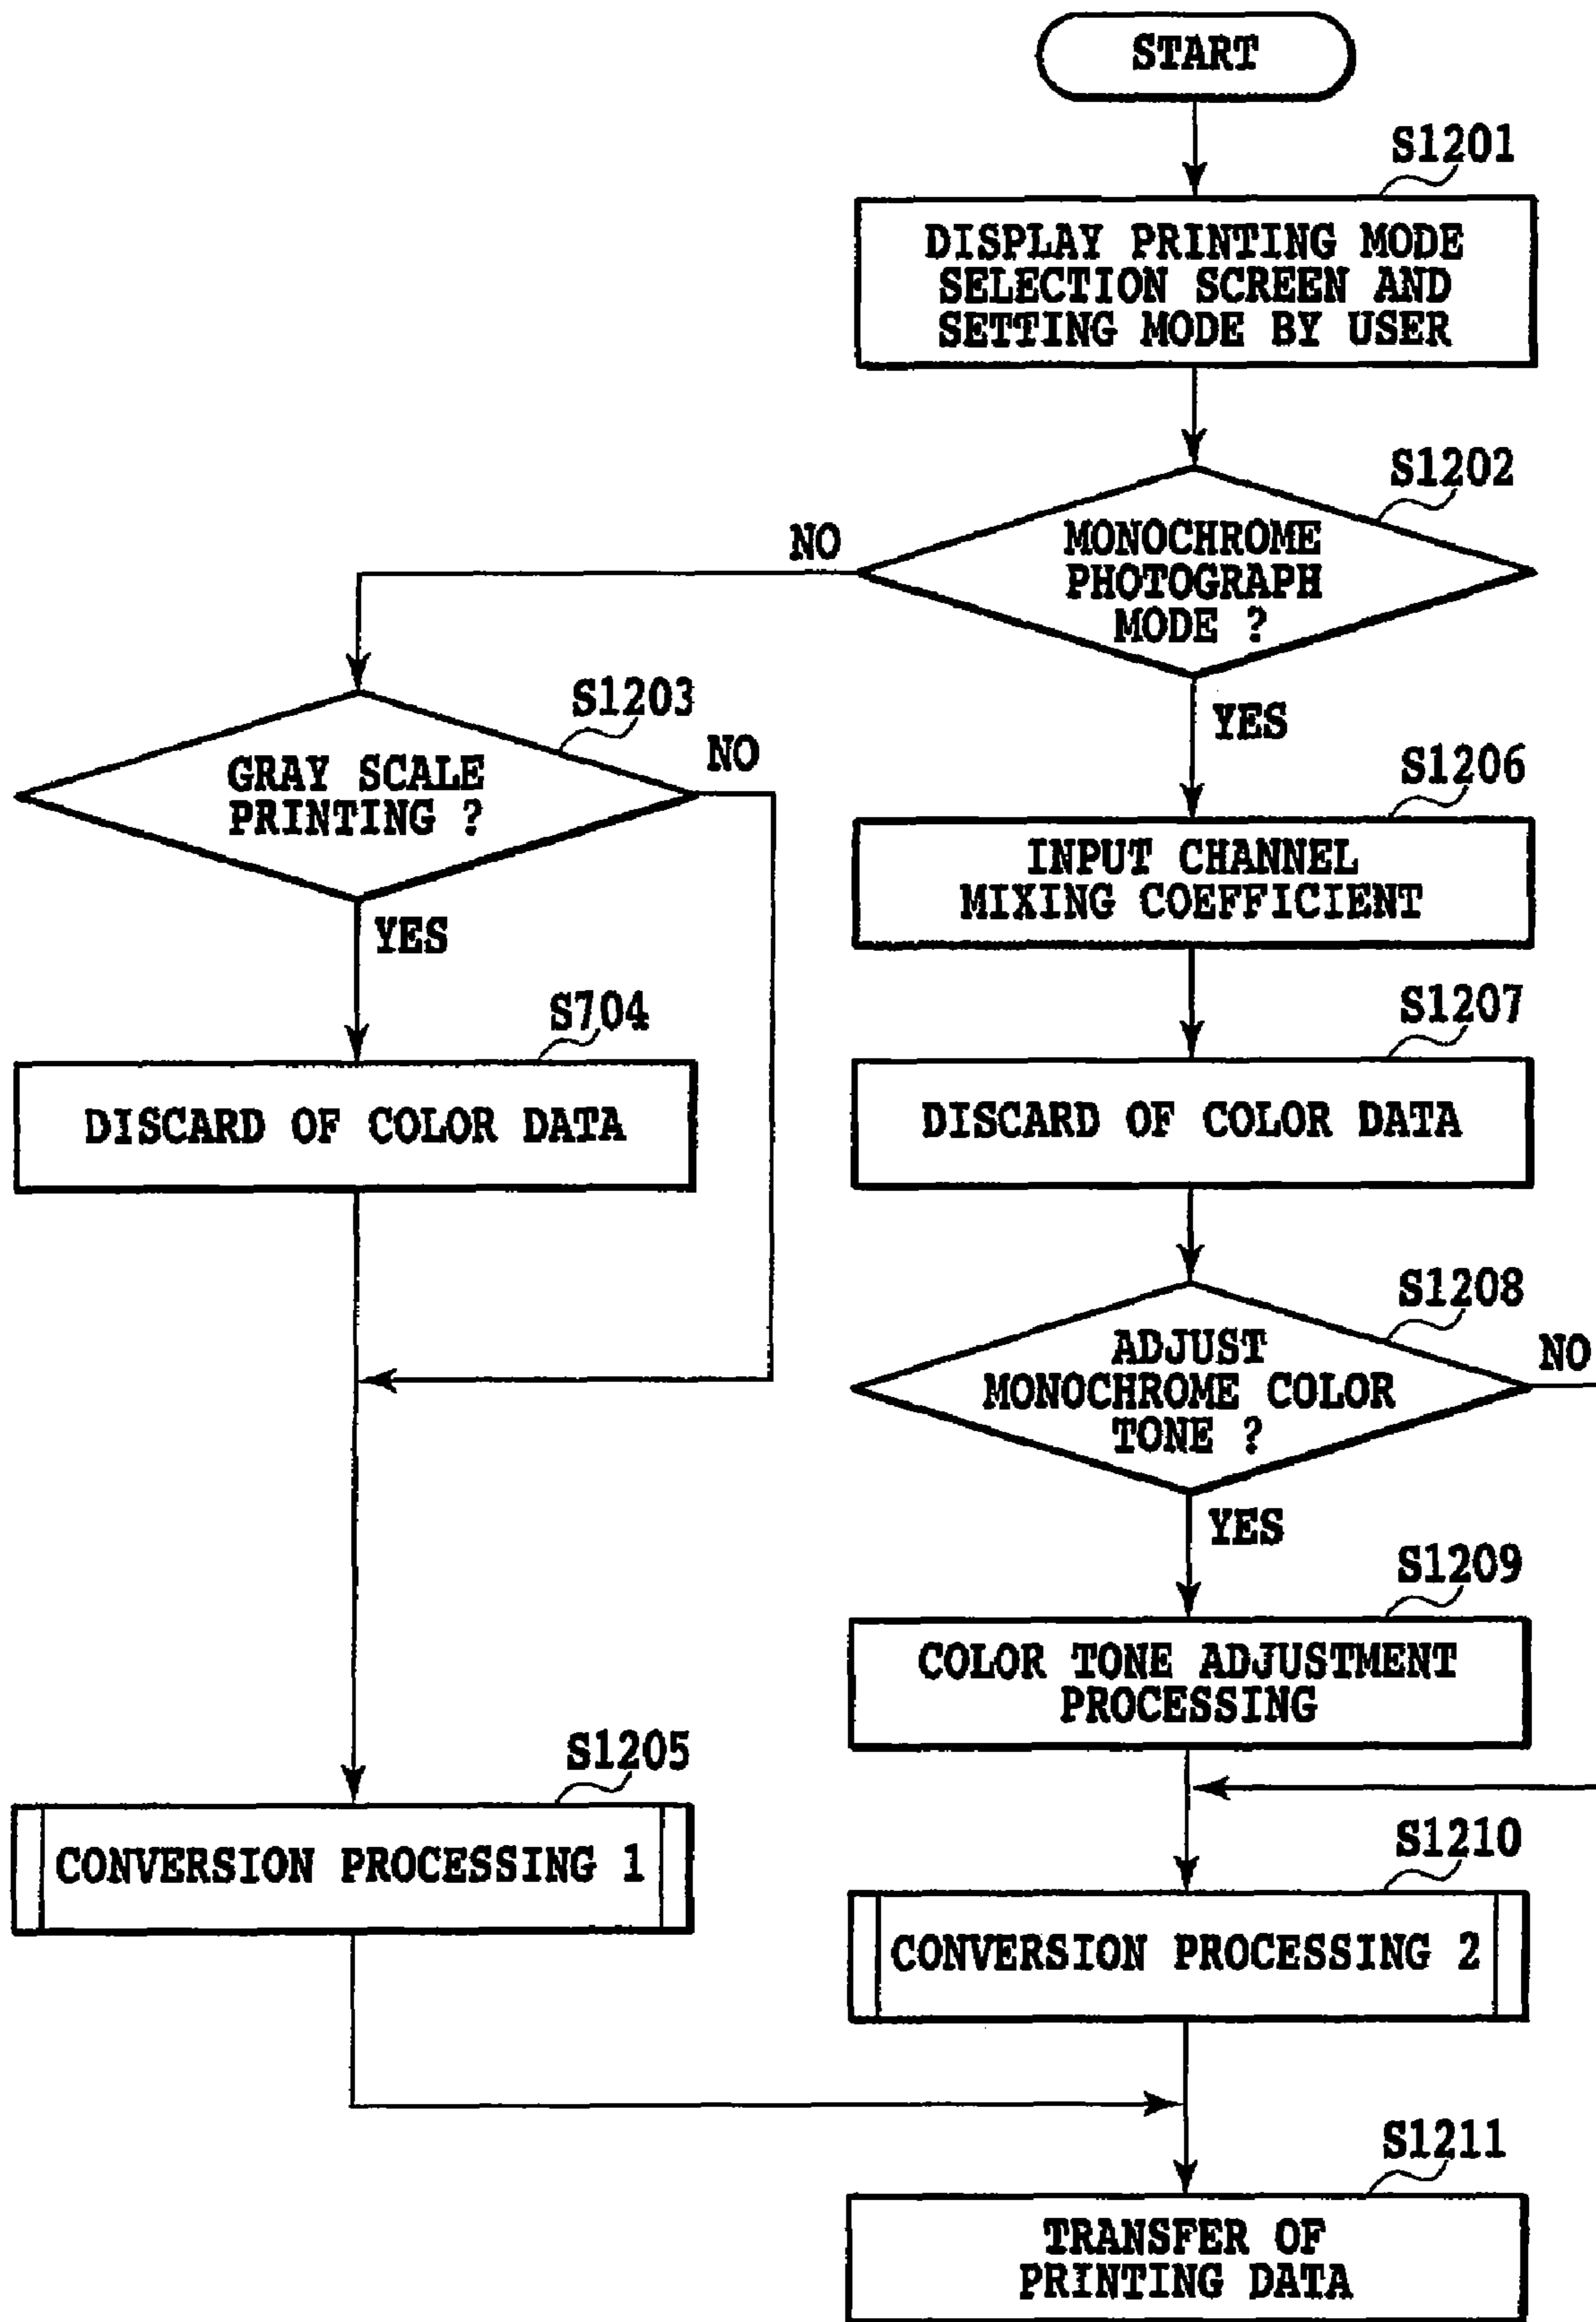 START
S1201
DISPLAY PRINTING MODE
SELECTION SCREEN AND
SETTING MODE BY USER
S1202
MONOCHROME
PHOTOGRAPH
MODE ?
NO
YES
S1203
GRAY SCALE
PRINTING ?
NO
YES
S704
DISCARD OF COLOR DATA
S1206
INPUT CHANNEL
MIXING COEFFICIENT
S1207
DISCARD OF COLOR DATA
S1208
ADJUST
MONOCHROME COLOR
TONE ?
NO
YES
S1209
COLOR TONE ADJUSTMENT
PROCESSING
S1205
CONVERSION PROCESSING 1
S1210
CONVERSION PROCESSING 2
S1211
TRANSFER OF
PRINTING DATA